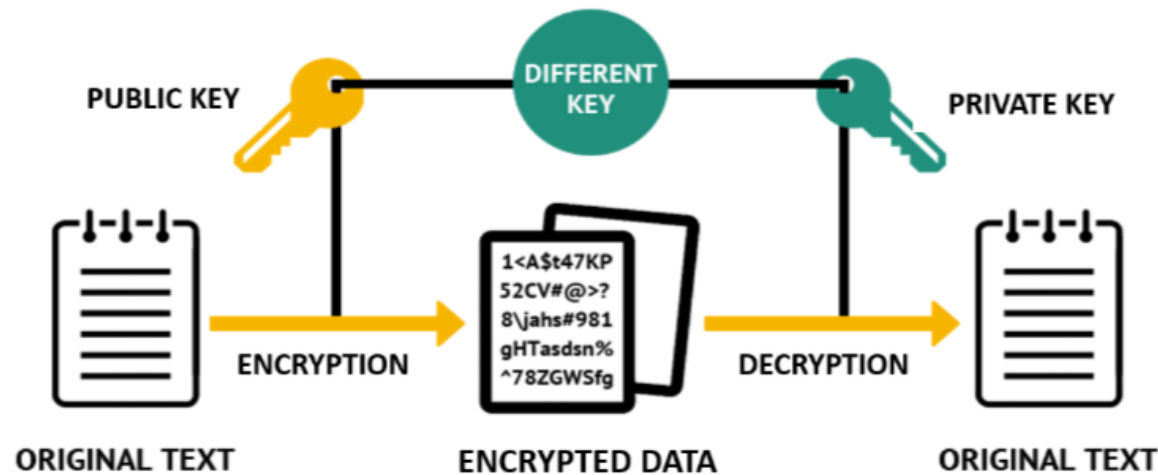 DIFFERENT
KEY
PUBLIC KEY
PRIVATE KEY
1<A$t47KP
52CV#@>?
8\jahs#981
gHTasdsn%
^78ZGWSfg
ENCRYPTION
DECRYPTION
ORIGINAL TEXT
ENCRYPTED DATA
ORIGINAL TEXT